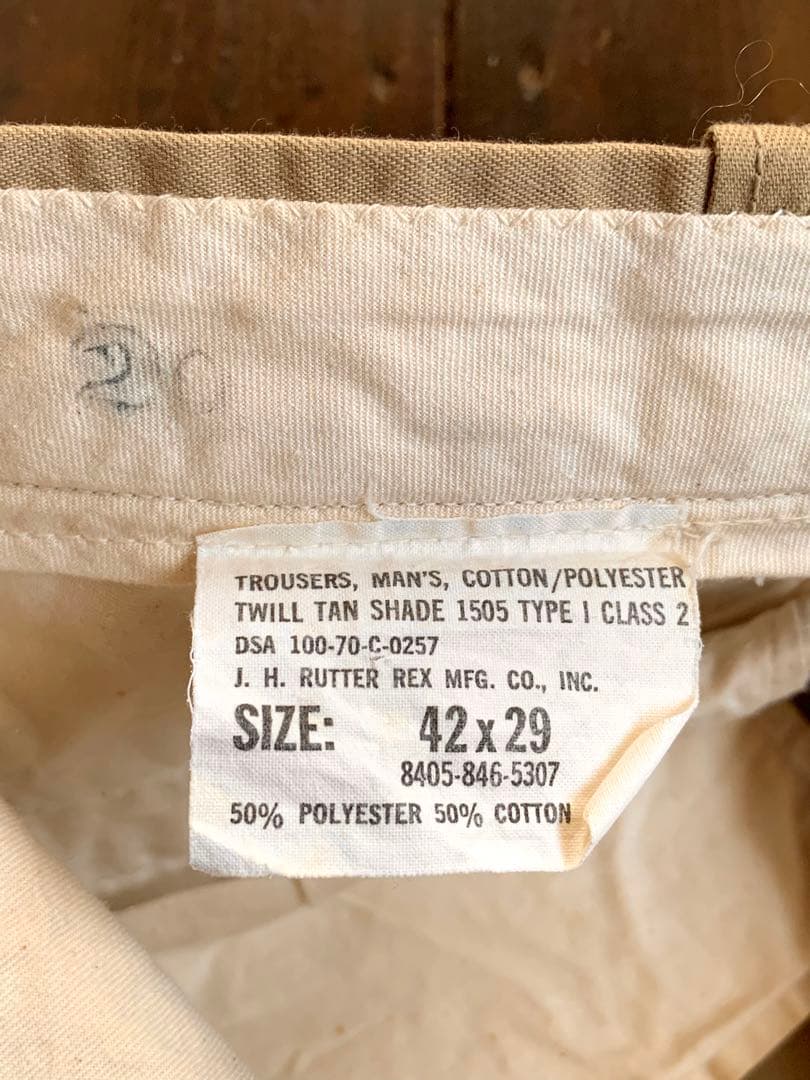 TROUSERS, MAN'S, COTTON/POLYESTER
TWILL TAN SHADE 1505 TYPE I CLASS 2
DSA 100-70-C-0257
J. H. RUTTER REX MFG. CO., INC.
SIZE: 42 x 29
8405-846-5307
50% POLYESTER 50% COTTON